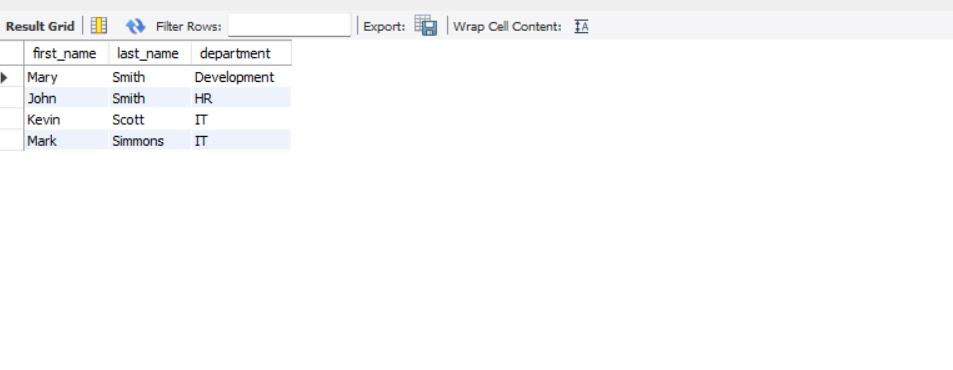 Result Grid Filter Rows: Export: Wrap Cell Content: IA
first_name last_name department
Mary Smith Development
John Smith HR
Kevin Scott IT
Mark Simmons IT